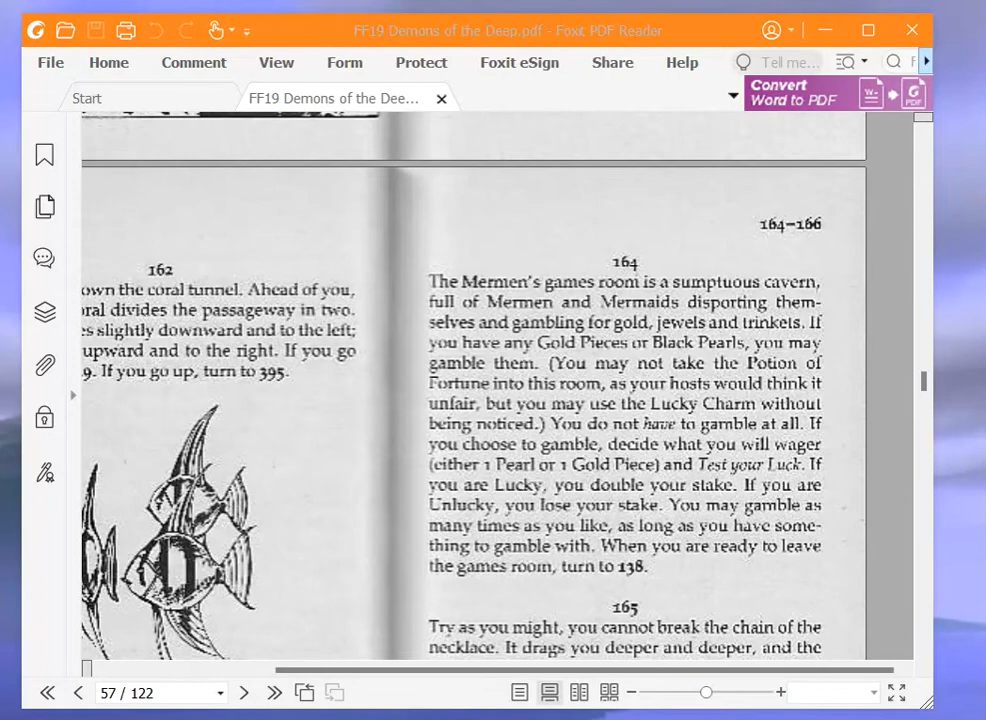 FF19 Demons of the Deep.pdf - Foxit PDF Reader
File Home Comment View Form Protect Foxit eSign Share Help Tell me... F
Start FF19 Demons of the Dee... Convert
Word to PDF
162
own the coral tunnel. Ahead of you,
oral divides the passageway in two.
es slightly downward and to the left;
upward and to the right. If you go
9. If you go up, turn to 395.
164–166
164
The Mermen's games room is a sumptuous cavern,
full of Mermen and Mermaids disporting them-
selves and gambling for gold, jewels and trinkets. If
you have any Gold Pieces or Black Pearls, you may
gamble them. (You may not take the Potion of
Fortune into this room, as your hosts would think it
unfair, but you may use the Lucky Charm without
being noticed.) You do not have to gamble at all. If
you choose to gamble, decide what you will wager
(either 1 Pearl or 1 Gold Piece) and Test your Luck. If
you are Lucky, you double your stake. If you are
Unlucky, you lose your stake. You may gamble as
many times as you like, as long as you have some-
thing to gamble with. When you are ready to leave
the games room, turn to 138.
165
Try as you might, you cannot break the chain of the
necklace. It drags you deeper and deeper, and the
57 / 122